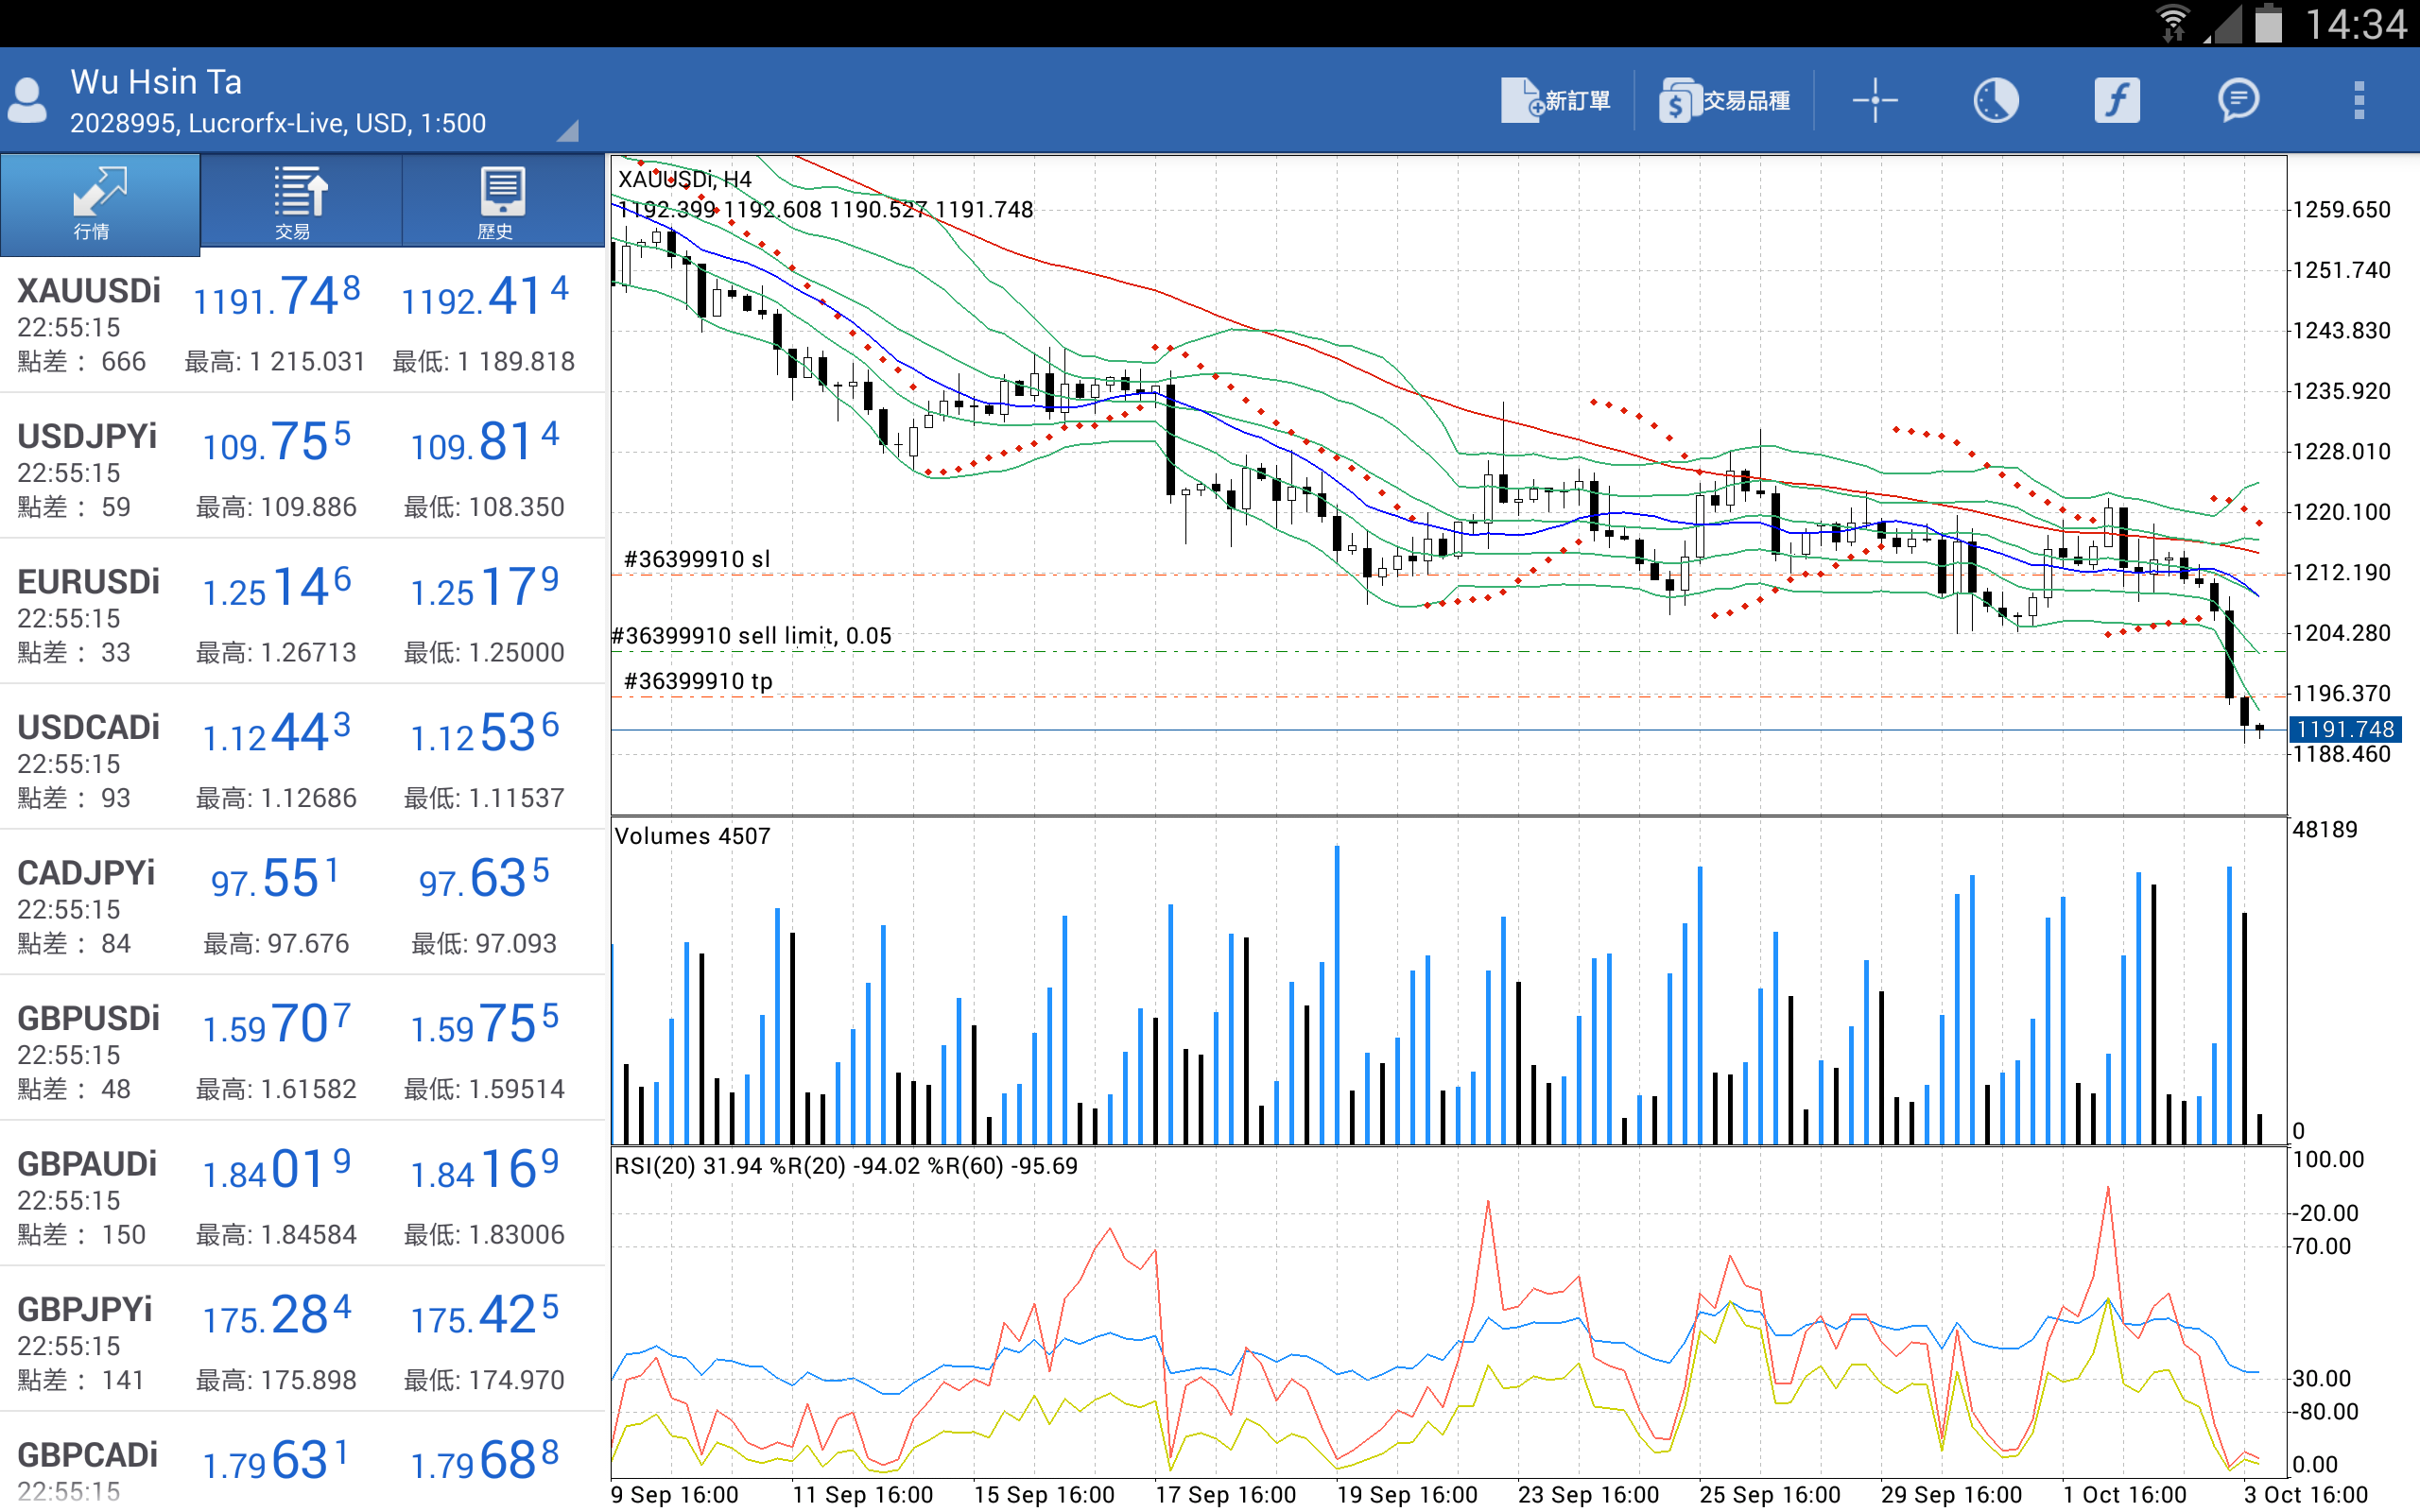 14:34
Wu Hsin Ta
2028995, Lucrorfx-Live, USD, 1:500
新訂單
交易品種
行情
交易
歷史
XAUUSDi 1191.748 1192.414
22:55:15
點差： 666 最高: 1 215.031 最低: 1 189.818
USDJPYi 109.755 109.814
22:55:15
點差： 59 最高: 109.886 最低: 108.350
EURUSDi 1.25146 1.25179
22:55:15
點差： 33 最高: 1.26713 最低: 1.25000
USDCADi 1.12443 1.12536
22:55:15
點差： 93 最高: 1.12686 最低: 1.11537
CADJPYi 97.551 97.635
22:55:15
點差： 84 最高: 97.676 最低: 97.093
GBPUSDi 1.59707 1.59755
22:55:15
點差： 48 最高: 1.61582 最低: 1.59514
GBPAUDi 1.84019 1.84169
22:55:15
點差： 150 最高: 1.84584 最低: 1.83006
GBPJPYi 175.284 175.425
22:55:15
點差： 141 最高: 175.898 最低: 174.970
GBPCADi 1.79631 1.79688
22:55:15
XAUUSDi, H4
1192.399 1192.608 1190.527 1191.748
#36399910 sl
#36399910 sell limit, 0.05
#36399910 tp
1259.650
1251.740
1243.830
1235.920
1228.010
1220.100
1212.190
1204.280
1196.370
1191.748
1188.460
Volumes 4507
48189
0
RSI(20) 31.94 %R(20) -94.02 %R(60) -95.69
100.00
-20.00
70.00
30.00
-80.00
0.00
9 Sep 16:00 11 Sep 16:00 15 Sep 16:00 17 Sep 16:00 19 Sep 16:00 23 Sep 16:00 25 Sep 16:00 29 Sep 16:00 1 Oct 16:00 3 Oct 16:00